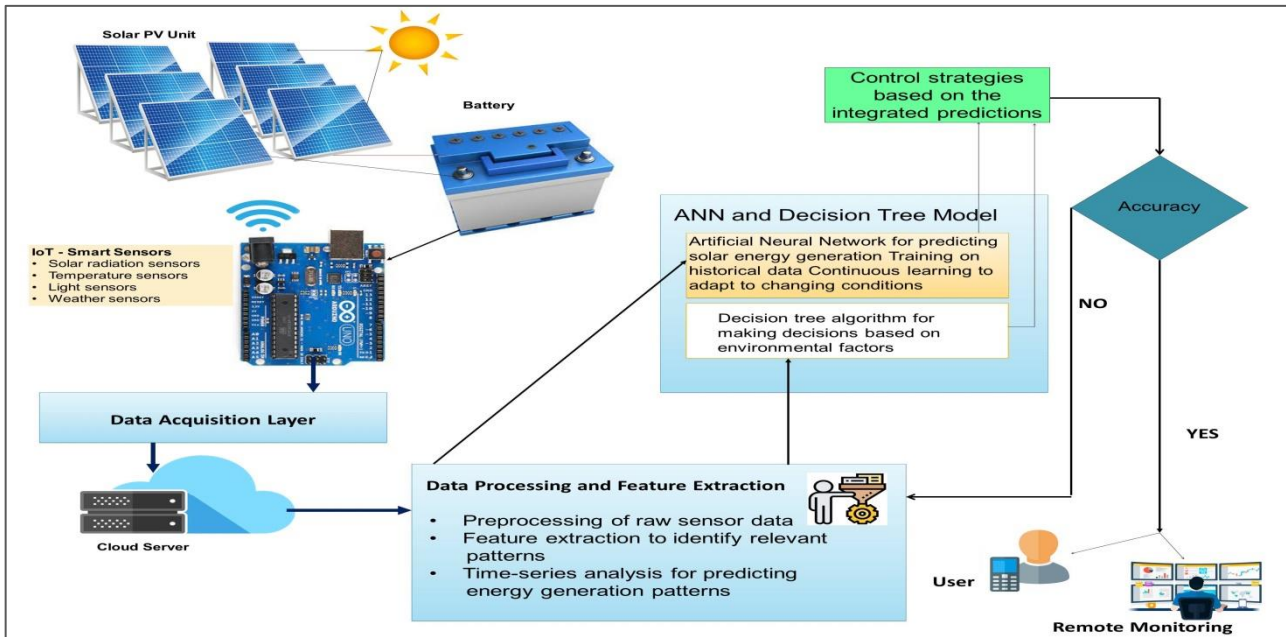 Solar PV Unit
Battery
IoT - Smart Sensors
• Solar radiation sensors
• Temperature sensors
• Light sensors
• Weather sensors
UNO
ARDUINO
Data Acquisition Layer
Cloud Server
Data Processing and Feature Extraction
• Preprocessing of raw sensor data
• Feature extraction to identify relevant
patterns
• Time-series analysis for predicting
energy generation patterns
ANN and Decision Tree Model
Artificial Neural Network for predicting
solar energy generation Training on
historical data Continuous learning to
adapt to changing conditions
Decision tree algorithm for
making decisions based on
environmental factors
Control strategies
based on the
integrated predictions
Accuracy
NO
YES
User
Remote Monitoring